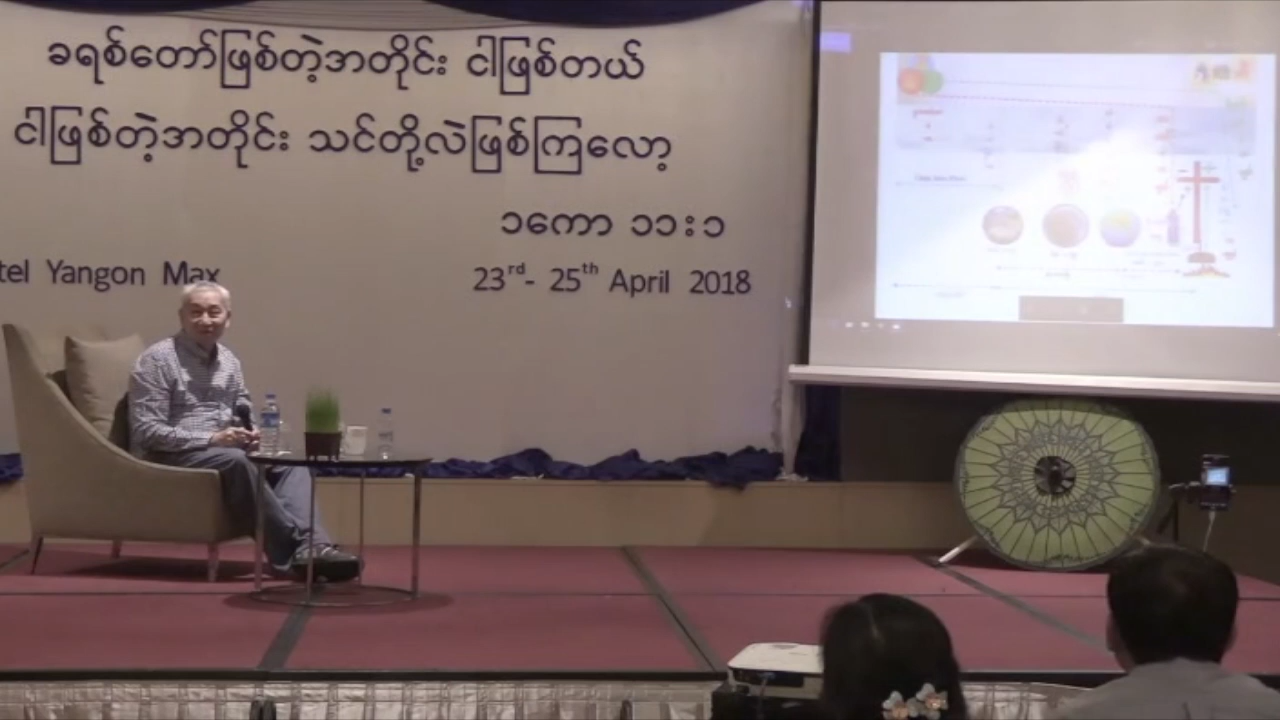 ခရစ်တော်ဖြစ်တဲ့အတိုင်း ငါဖြစ်တယ်
ငါဖြစ်တဲ့အတိုင်း သင်တို့လဲဖြစ်ကြလော့
၁ကော ၁၁း၁
tel Yangon Max 23rd- 25th April 2018